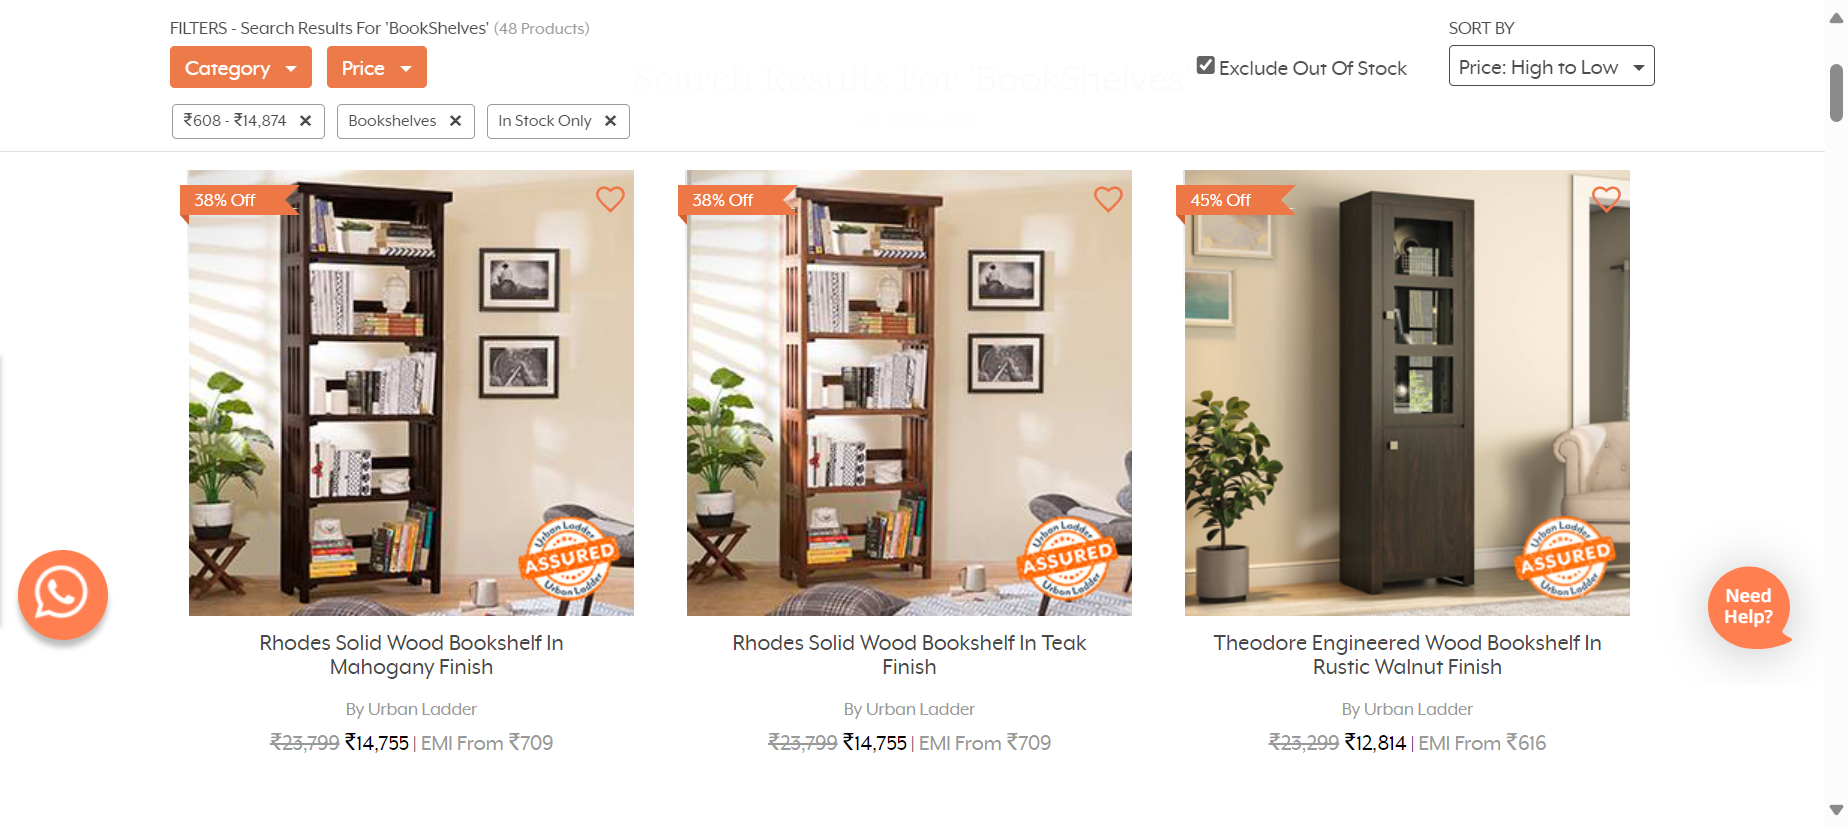 FILTERS - Search Results For 'BookShelves' (48 Products)
SORT BY
Category
Price
Search Results For 'BookShelves'
Exclude Out Of Stock
Price: High to Low
₹608 - ₹14,874 ✕
Bookshelves ✕
In Stock Only ✕
38% Off
38% Off
45% Off
Urban Ladder
ASSURED
Urban Ladder
Urban Ladder
ASSURED
Urban Ladder
Urban Ladder
ASSURED
Urban Ladder
Need
Help?
Rhodes Solid Wood Bookshelf In
Mahogany Finish
By Urban Ladder
₹23,799 ₹14,755 | EMI From ₹709
Rhodes Solid Wood Bookshelf In Teak
Finish
By Urban Ladder
₹23,799 ₹14,755 | EMI From ₹709
Theodore Engineered Wood Bookshelf In
Rustic Walnut Finish
By Urban Ladder
₹23,299 ₹12,814 | EMI From ₹616